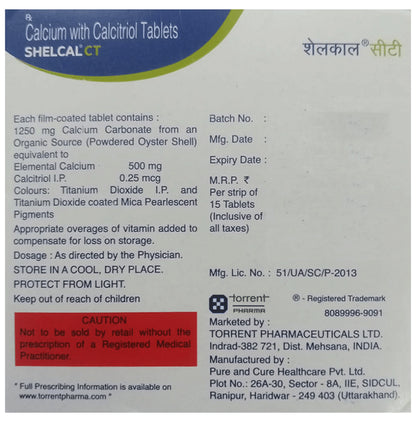 Rx
Calcium with Calcitriol Tablets
SHELCAL® CT
शेलकाल® सीटी
Each film-coated tablet contains :
1250 mg Calcium Carbonate from an
Organic Source (Powdered Oyster Shell)
equivalent to
Elemental Calcium 500 mg
Calcitriol I.P. 0.25 mcg
Colours: Titanium Dioxide I.P. and
Titanium Dioxide coated Mica Pearlescent
Pigments
Appropriate overages of vitamin added to
compensate for loss on storage.
Dosage : As directed by the Physician.
STORE IN A COOL, DRY PLACE.
PROTECT FROM LIGHT.
Keep out of reach of children
CAUTION
Not to be sold by retail without the
prescription of a Registered Medical
Practitioner.
* Full Prescribing Information is available on
www.torrentpharma.com
Batch No. :
Mfg. Date :
Expiry Date :
M.R.P. ₹
Per strip of :
15 Tablets
(Inclusive of
all taxes)
Mfg. Lic. No. : 51/UA/SC/P-2013
torrent
PHARMA
® - Registered Trademark
8089996-9091
Marketed by :
TORRENT PHARMACEUTICALS LTD.
Indrad-382 721, Dist. Mehsana, INDIA.
Manufactured by :
Pure and Cure Healthcare Pvt. Ltd.
Plot No.: 26A-30, Sector - 8A, IIE, SIDCUL,
Ranipur, Haridwar - 249 403 (Uttarakhand)